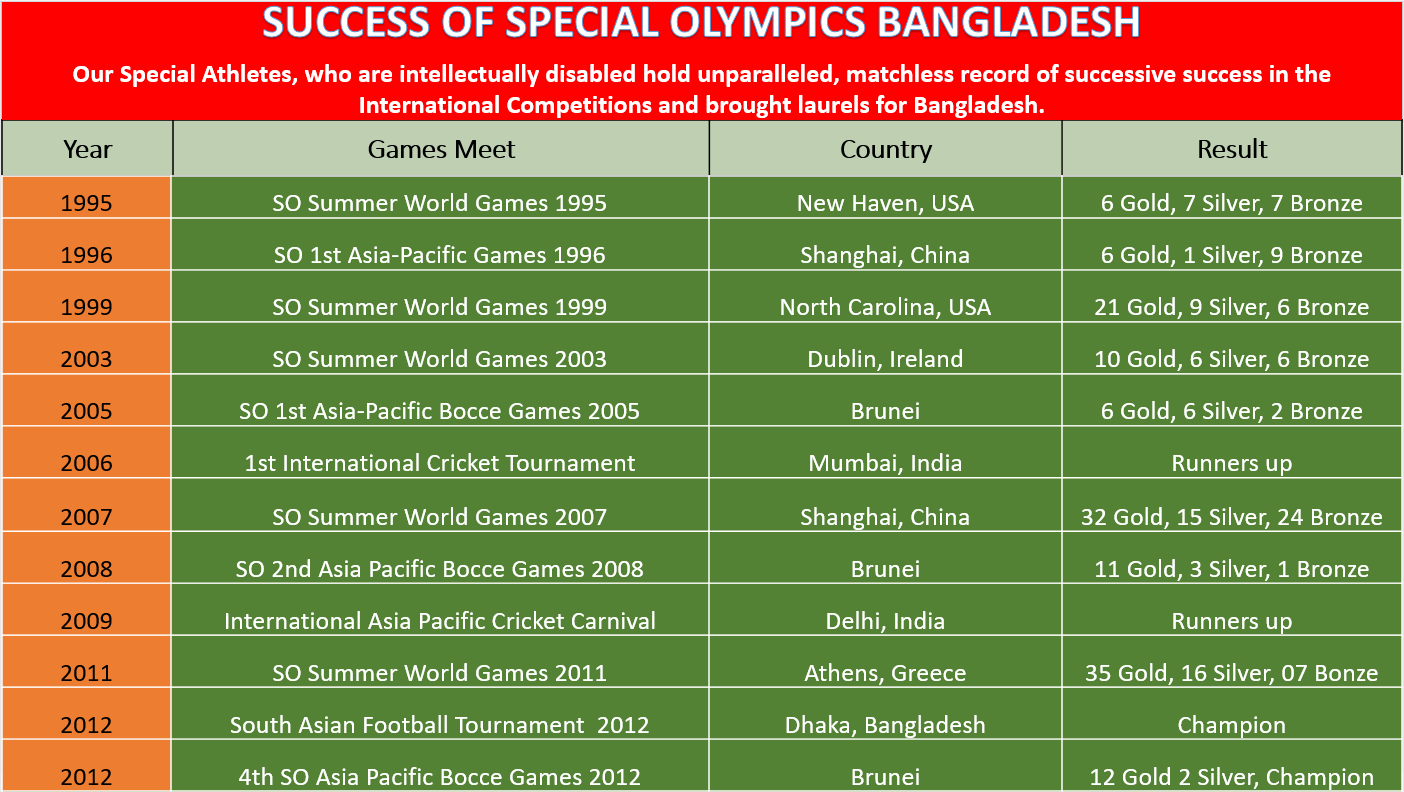 SUCCESS OF SPECIAL OLYMPICS BANGLADESH
Our Special Athletes, who are intellectually disabled hold unparalleled, matchless record of successive success in the
International Competitions and brought laurels for Bangladesh.
Year Games Meet Country Result
1995 SO Summer World Games 1995 New Haven, USA 6 Gold, 7 Silver, 7 Bronze
1996 SO 1st Asia-Pacific Games 1996 Shanghai, China 6 Gold, 1 Silver, 9 Bronze
1999 SO Summer World Games 1999 North Carolina, USA 21 Gold, 9 Silver, 6 Bronze
2003 SO Summer World Games 2003 Dublin, Ireland 10 Gold, 6 Silver, 6 Bronze
2005 SO 1st Asia-Pacific Bocce Games 2005 Brunei 6 Gold, 6 Silver, 2 Bronze
2006 1st International Cricket Tournament Mumbai, India Runners up
2007 SO Summer World Games 2007 Shanghai, China 32 Gold, 15 Silver, 24 Bronze
2008 SO 2nd Asia Pacific Bocce Games 2008 Brunei 11 Gold, 3 Silver, 1 Bronze
2009 International Asia Pacific Cricket Carnival Delhi, India Runners up
2011 SO Summer World Games 2011 Athens, Greece 35 Gold, 16 Silver, 07 Bonze
2012 South Asian Football Tournament  2012 Dhaka, Bangladesh Champion
2012 4th SO Asia Pacific Bocce Games 2012 Brunei 12 Gold 2 Silver, Champion